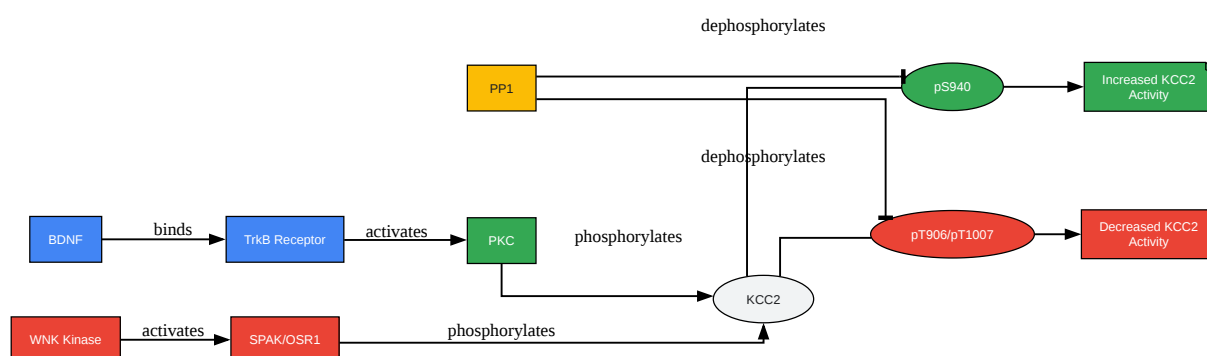 dephosphorylates
PP1
pS940
Increased KCC2
Activity
dephosphorylates
BDNF
binds
TrkB Receptor
activates
PKC
phosphorylates
pT906/pT1007
Decreased KCC2
Activity
KCC2
WNK Kinase
activates
SPAK/OSR1
phosphorylates